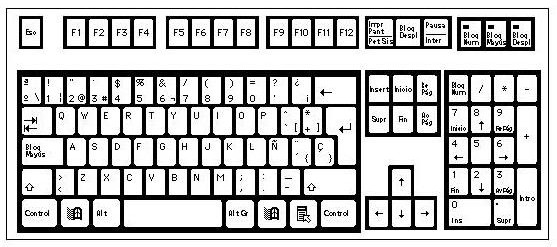 Esc F1 F2 F3 F4 F5 F6 F7 F8 F9 F10 F11 F12
Impr Pant PetSis
Bloq Despl
Pausa Inter
Bloq Num
Bloq Mayús
Bloq Despl
ª ! " · $ % & / ( ) = ? ¿ ←
º \ 1 | 2 @ 3 # 4 5 6 ¬ 7 8 9 0 ' ¡
Insert Inicio Re Pág
Bloq Num / * -
Q W E R T Y U I O P ^ ` [ * + ]
Supr Fin Av Pág
7 Inicio 8 ↑ 9 RePág +
Bloq Mayús A S D F G H J K L Ñ ¨ ´ { Ç }
4 ← 5 6 →
> < Z X C V B N M ; , : . _ -
↑
1 Fin 2 ↓ 3 AvPág Intro
Control Alt Alt Gr Control
← ↓ →
0 Ins · Supr